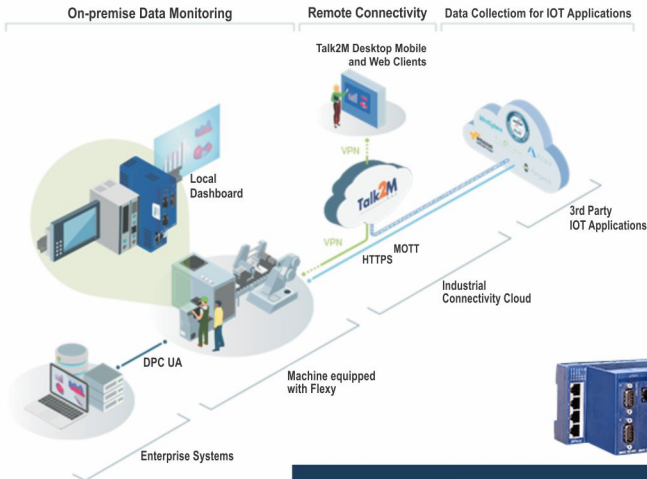 On-premise Data Monitoring
Remote Connectivity
Data Collectiom for IOT Applications
Talk2M Desktop Mobile
and Web Clients
VPN
Local
Dashboard
Talk2M
3rd Party
IOT Applications
VPN
MOTT
HTTPS
Industrial
Connectivity Cloud
DPC UA
Machine equipped
with Flexy
Enterprise Systems